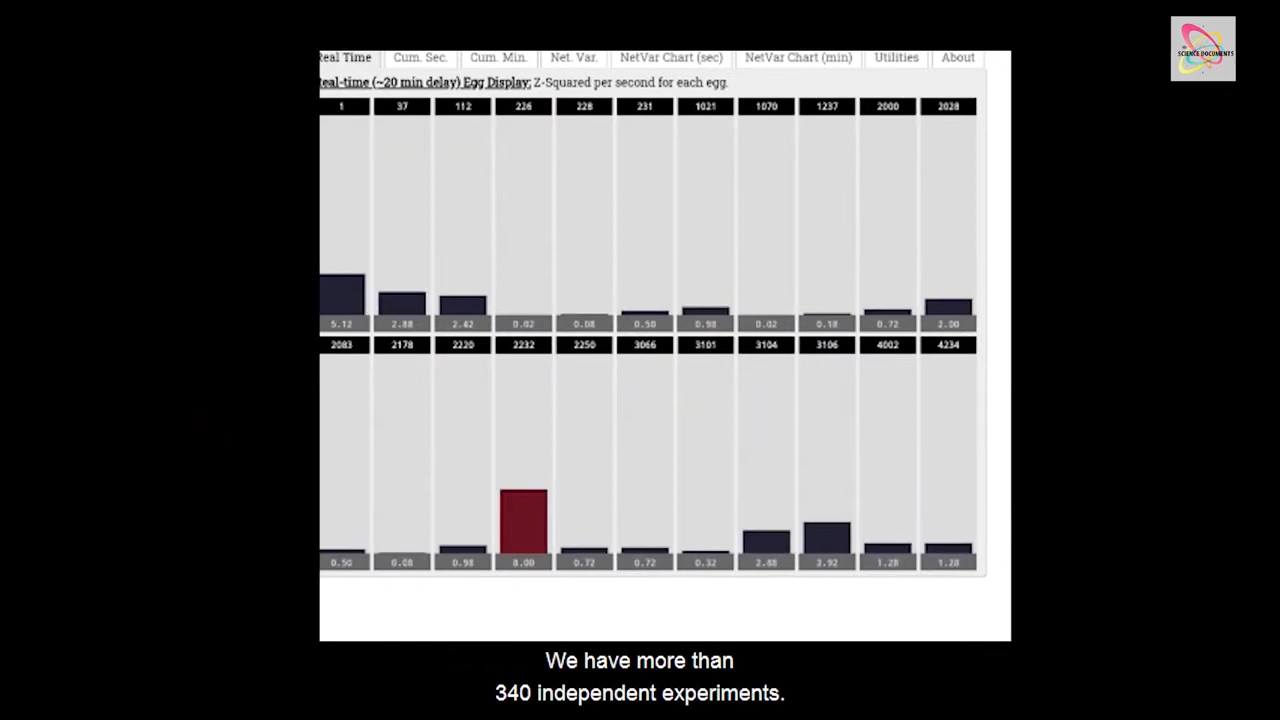 SCIENCE DOCUMENTS
Real Time Cum. Sec. Cum. Min. Net. Var. NetVar Chart (sec) NetVar Chart (min) Utilities About
Real-time (~20 min delay) Egg Display: Z-Squared per second for each egg.
1 37 112 226 228 231 1021 1070 1237 2000 2028
5.12 2.88 2.42 0.02 0.08 0.50 0.98 0.02 0.18 0.72 2.00
2083 2178 2220 2232 2250 3066 3101 3104 3106 4002 4234
0.50 0.08 0.98 8.00 0.72 0.72 0.32 2.88 3.92 1.28 1.28
We have more than
340 independent experiments.